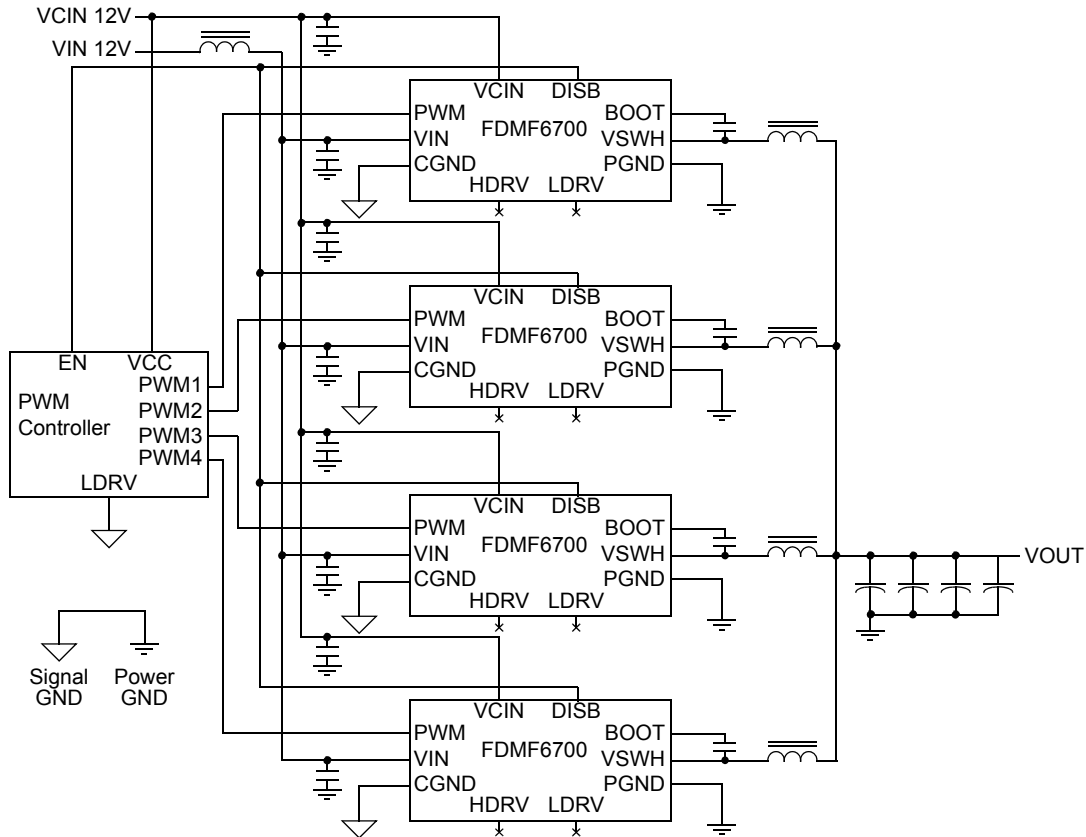 VCIN 12V
VIN 12V
VCIN DISB
PWM BOOT
FDMF6700
VIN VSWH
CGND PGND
HDRV LDRV
VCIN DISB
PWM BOOT
FDMF6700
VIN VSWH
CGND PGND
HDRV LDRV
EN VCC
PWM1
PWM Controller
PWM2
PWM3
PWM4
LDRV
VCIN DISB
PWM BOOT
FDMF6700
VIN VSWH
CGND PGND
HDRV LDRV
VOUT
Signal GND
Power GND
VCIN DISB
PWM BOOT
FDMF6700
VIN VSWH
CGND PGND
HDRV LDRV